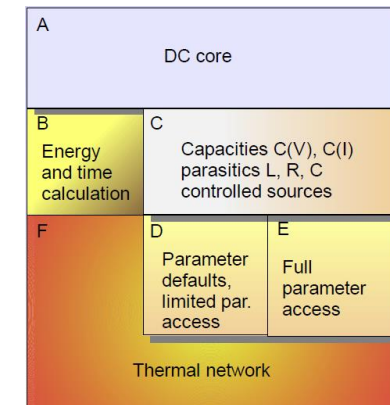 A
DC core
B
Energy
and time
calculation
C
Capacities C(V), C(I)
parasitics L, R, C
controlled sources
F
D
Parameter
defaults,
limited par.
access
E
Full
parameter
access
Thermal network